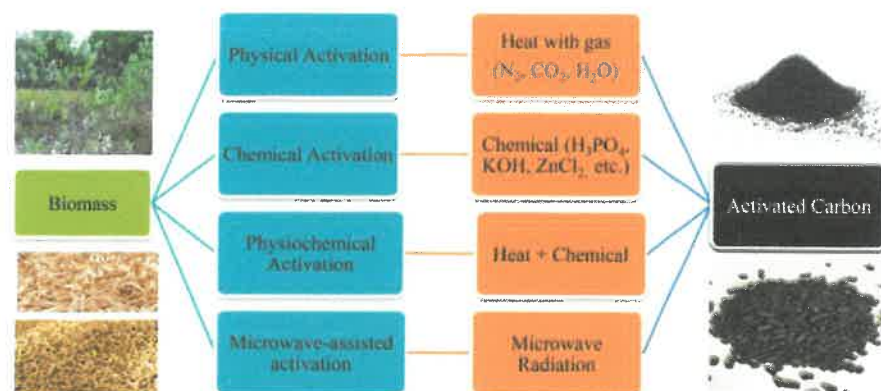 Biomass
Physical Activation
Chemical Activation
Physiochemical
Activation
Microwave-assisted
activation
Heat with gas
(N₂, CO₂, H₂O)
Chemical (H₃PO₄,
KOH, ZnCl₂, etc.)
Heat + Chemical
Microwave
Radiation
Activated Carbon